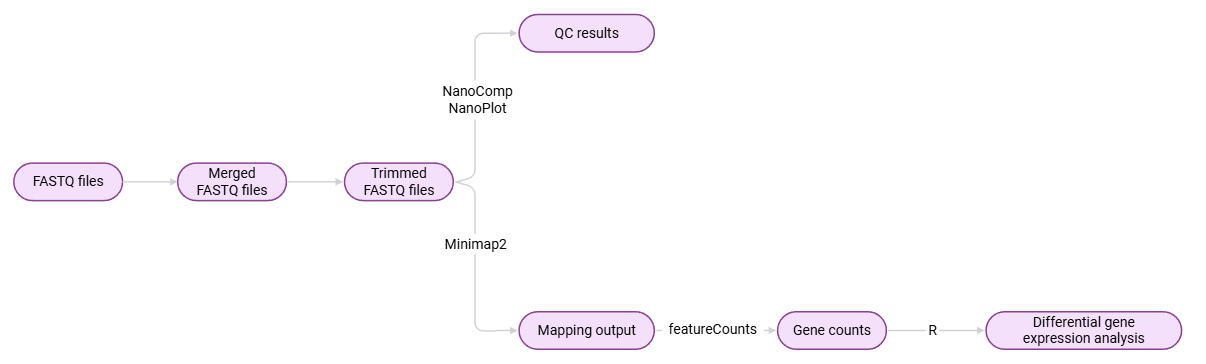 QC results
NanoComp
NanoPlot
FASTQ files
Merged
FASTQ files
Trimmed
FASTQ files
Minimap2
Mapping output
featureCounts
Gene counts
R
Differential gene
expression analysis